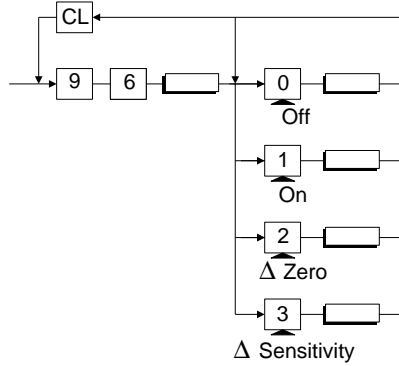 CL
9 6 0
Off
1
On
2
Δ Zero
3
Δ Sensitivity